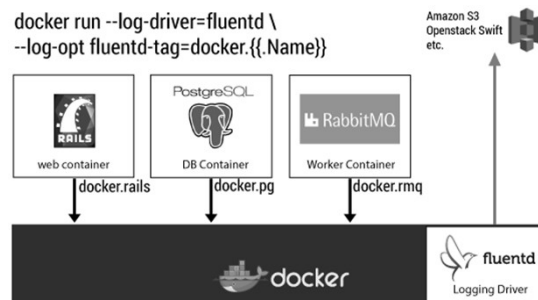 docker run --log-driver=fluentd \
--log-opt fluentd-tag=docker.{{.Name}}
Amazon S3
Openstack Swift
etc.
RAILS
web container
PostgreSQL
DB Container
RabbitMQ
Worker Container
docker.rails
docker.pg
docker.rmq
docker
fluentd
Logging Driver